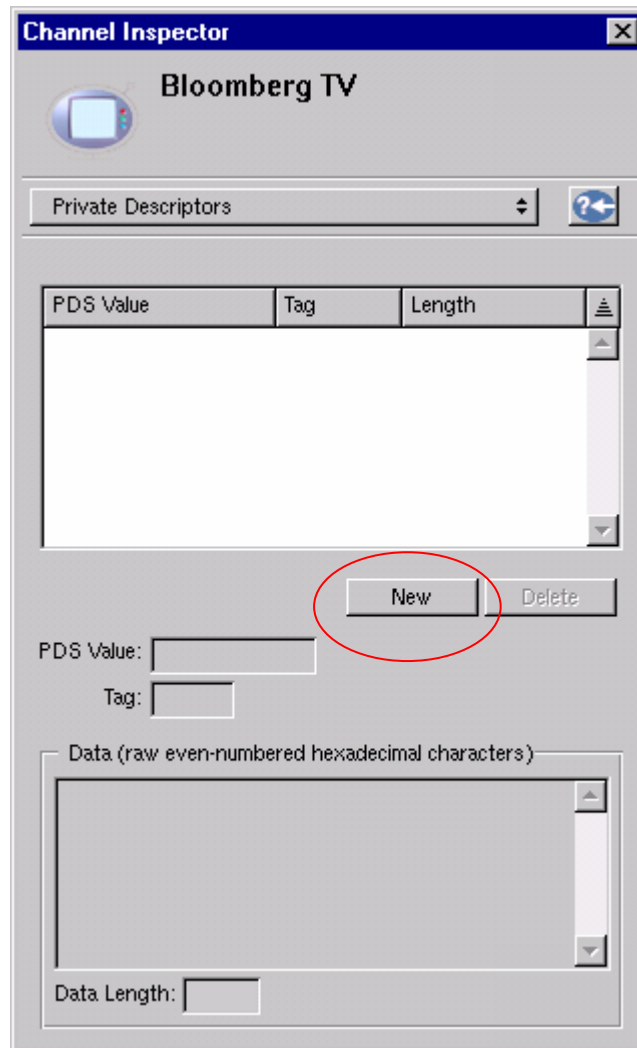 Channel Inspector
Bloomberg TV
Private Descriptors
?
PDS Value Tag Length
New Delete
PDS Value:
Tag:
Data (raw even-numbered hexadecimal characters)
Data Length: